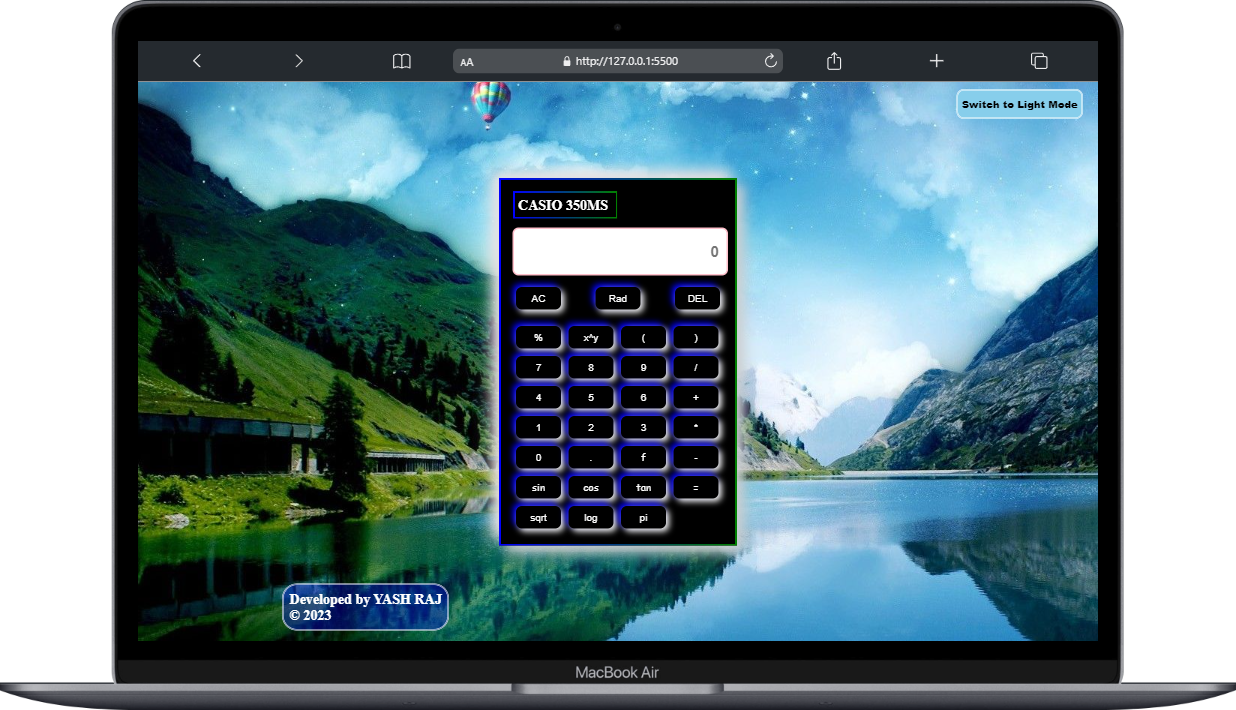 AA http://127.0.0.1:5500
Switch to Light Mode
CASIO 350MS
0
AC Rad DEL
% x^y ( )
7 8 9 /
4 5 6 +
1 2 3 *
0 . f -
sin cos tan =
sqrt log pi
Developed by YASH RAJ
© 2023
MacBook Air